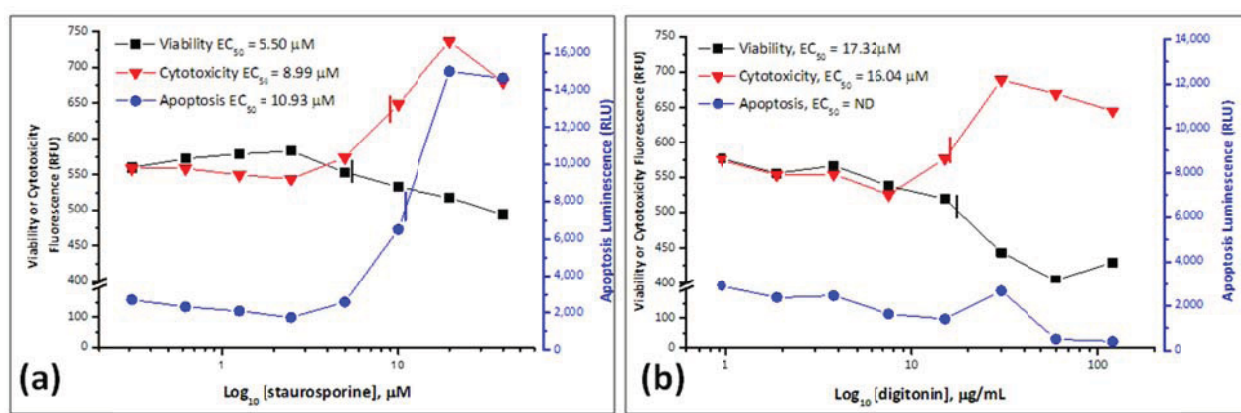 750
700
650
600
550
500
450
400
100
0
Viability or Cytotoxicity
Fluorescence (RFU)
Viability EC50 = 5.50 µM
Cytotoxicity EC50 = 8.99 µM
Apoptosis EC50 = 10.93 µM
16,000
14,000
12,000
10,000
8,000
6,000
4,000
2,000
0
Apoptosis Luminescence (RLU)
1
10
Log10 [staurosporine], µM
(a)
750
700
650
600
550
500
450
400
100
0
Viability or Cytotoxicity Fluorescence (RFU)
Viability, EC50 = 17.32µM
Cytotoxicity, EC50 = 16.04 µM
Apoptosis, EC50 = ND
14,000
12,000
10,000
8,000
6,000
4,000
2,000
0
Apoptosis Luminescence (RLU)
1
10
100
Log10 [digitonin], µg/mL
(b)